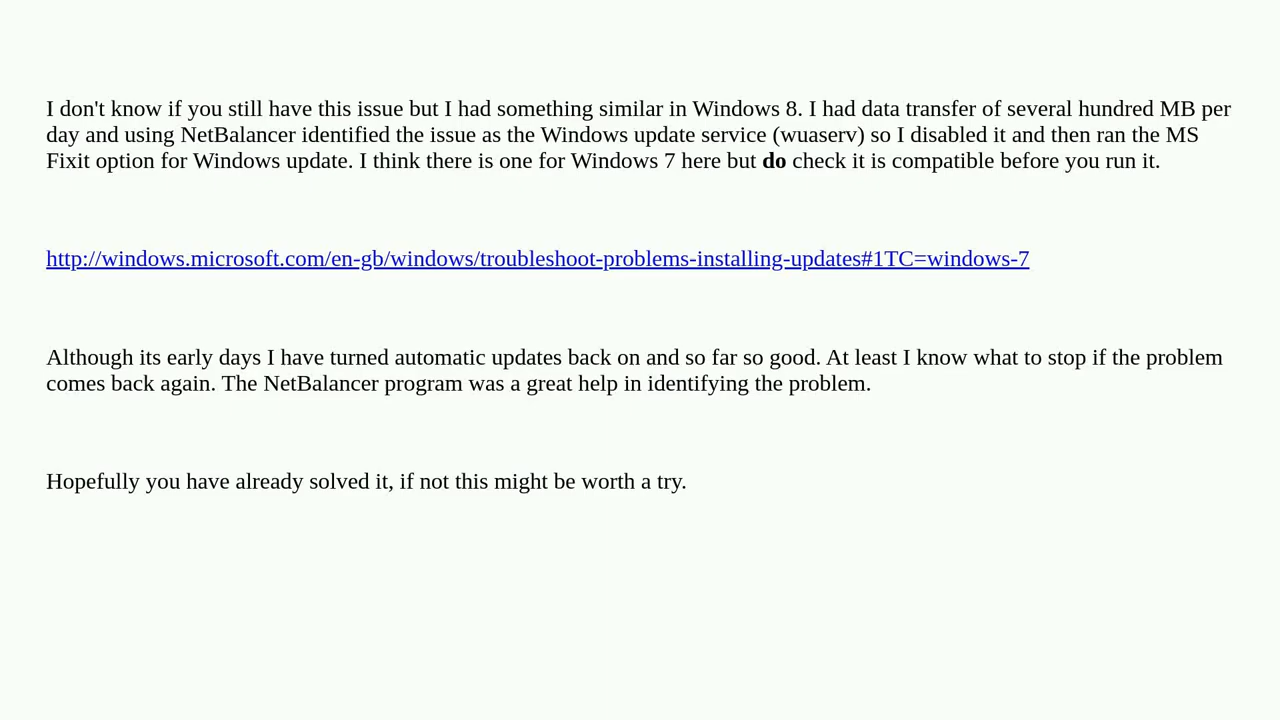 I don't know if you still have this issue but I had something similar in Windows 8. I had data transfer of several hundred MB per
day and using NetBalancer identified the issue as the Windows update service (wuaserv) so I disabled it and then ran the MS
Fixit option for Windows update. I think there is one for Windows 7 here but do check it is compatible before you run it.
http://windows.microsoft.com/en-gb/windows/troubleshoot-problems-installing-updates#1TC=windows-7
Although its early days I have turned automatic updates back on and so far so good. At least I know what to stop if the problem
comes back again. The NetBalancer program was a great help in identifying the problem.
Hopefully you have already solved it, if not this might be worth a try.